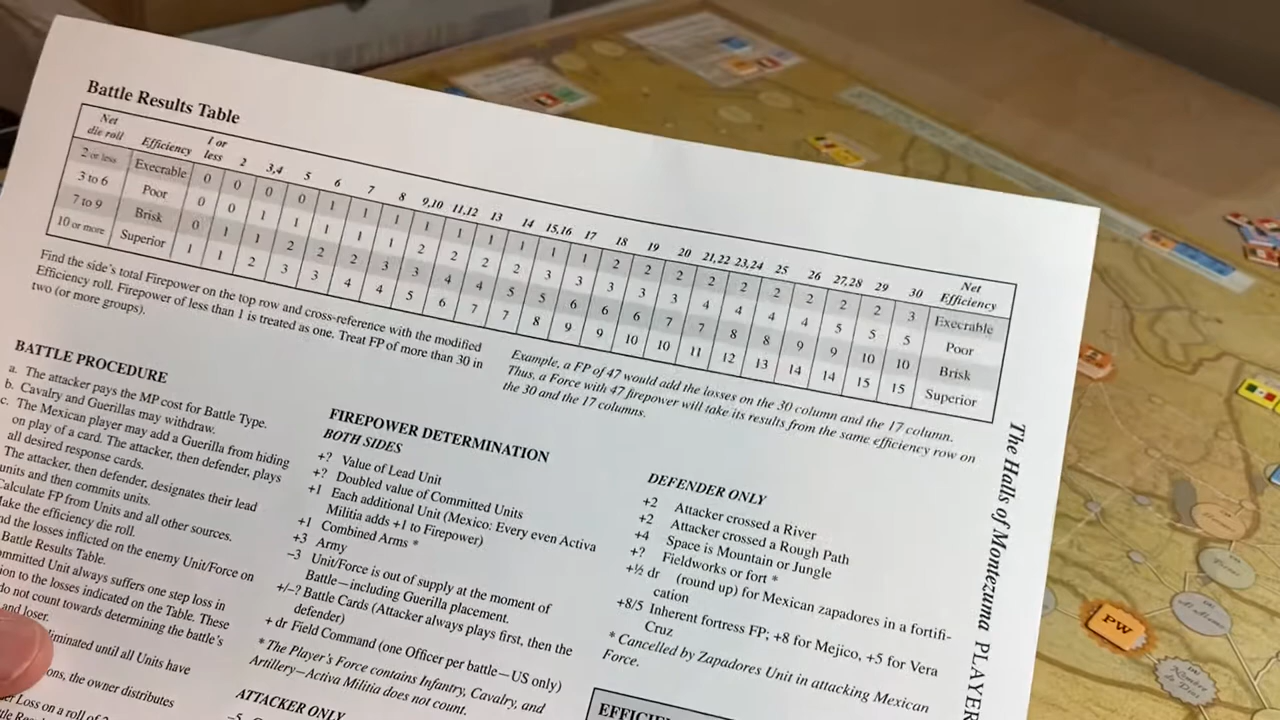 Battle Results Table
Net die roll Efficiency 1 or less 2 3,4 5 6 7 8 9,10 11,12 13 14 15,16 17 18 19 20 21,22 23,24 25 26 27,28 29 30 Net Efficiency
2 or less Execrable 0 0 0 0 1 1 1 1 1 1 1 1 1 2 2 2 2 2 2 2 2 2 3 Execrable
3 to 6 Poor 0 0 1 1 1 1 1 2 2 2 2 3 3 3 3 3 4 4 4 4 5 5 5 Poor
7 to 9 Brisk 0 1 1 2 2 2 3 3 4 4 5 5 6 6 6 7 7 8 8 9 9 10 10 Brisk
10 or more Superior 1 1 2 3 3 4 4 5 6 7 7 8 9 9 10 10 11 12 13 14 14 15 15 Superior
Find the side's total Firepower on the top row and cross-reference with the modified
Efficiency roll. Firepower of less than 1 is treated as one. Treat FP of more than 30 in
two (or more groups).
Example, a FP of 47 would add the losses on the 30 column and the 17 column.
Thus, a Force with 47 firepower will take its results from the same efficiency row on
the 30 and the 17 columns.
BATTLE PROCEDURE
a. The attacker pays the MP cost for Battle Type.
b. Cavalry and Guerillas may withdraw.
c. The Mexican player may add a Guerilla from hiding
on play of a card. The attacker, then defender, plays
all desired response cards.
The attacker, then defender, designates their lead
units and then commits units.
Calculate FP from Units and all other sources.
the efficiency die roll.
the losses inflicted on the enemy Unit/Force on
Battle Results Table.
Unit always suffers one step loss in
to the losses indicated on the Table. These
do not count towards determining the battle's
and loser.
until all Units have
the owner distributes
Loss on a roll of
FIREPOWER DETERMINATION
BOTH SIDES
+? Value of Lead Unit
+? Doubled value of Committed Units
+1 Each additional Unit (Mexico: Every even Activa
Militia adds +1 to Firepower)
+1 Combined Arms *
+3 Army
–3 Unit/Force is out of supply at the moment of
Battle—including Guerilla placement.
+/–? Battle Cards (Attacker always plays first, then the
defender)
+ dr Field Command (one Officer per battle—US only)
* The Player's Force contains Infantry, Cavalry, and
Artillery—Activa Militia does not count.
ATTACKER ONLY
–5
DEFENDER ONLY
+2 Attacker crossed a River
+2 Attacker crossed a Rough Path
+4 Space is Mountain or Jungle
+? Fieldworks or fort *
+½ dr (round up) for Mexican zapadores in a fortifi-
cation
+8/5 Inherent fortress FP; +8 for Mejico, +5 for Vera
Cruz
* Cancelled by Zapadores Unit in attacking Mexican
Force.
The Halls of Montezuma PLAYER
PW